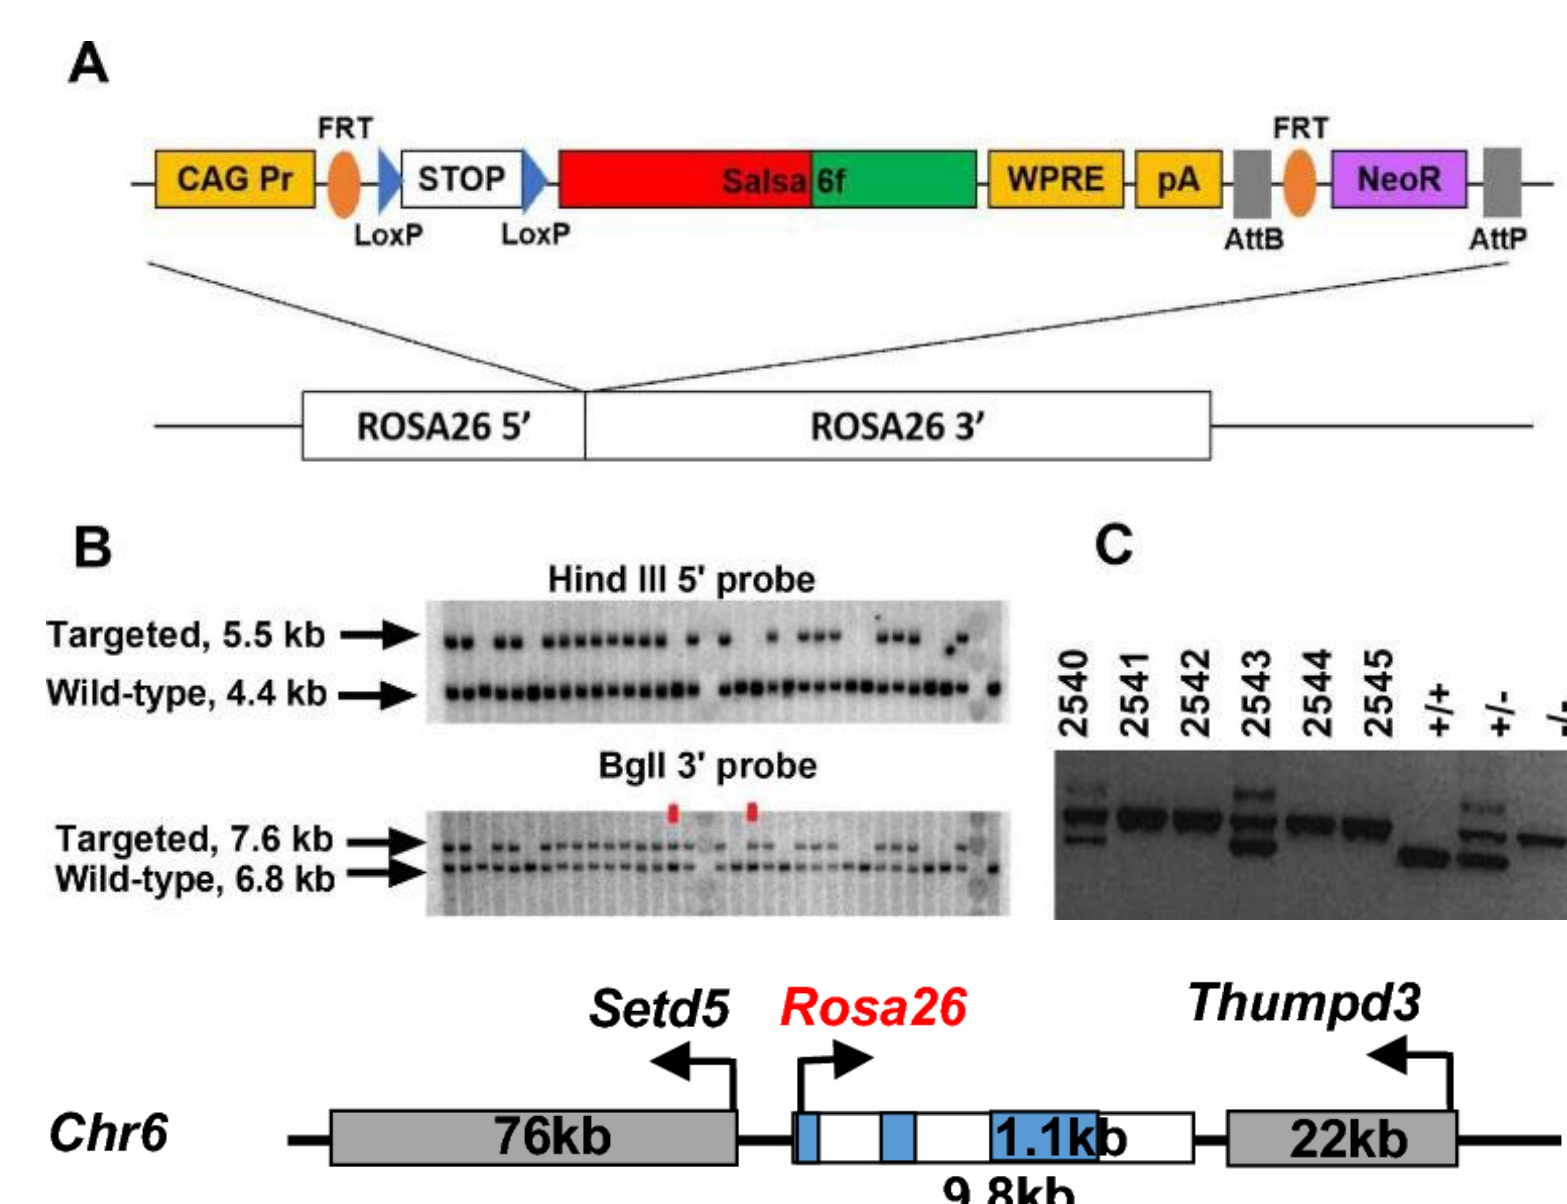 A
FRT FRT
CAG Pr STOP Salsa 6f WPRE pA NeoR
LoxP LoxP AttB AttP
ROSA26 5’ ROSA26 3’
B
Hind III 5' probe
Targeted, 5.5 kb
Wild-type, 4.4 kb
BglI 3' probe
Targeted, 7.6 kb
Wild-type, 6.8 kb
C
2540 2541 2542 2543 2544 2545 +/+ +/-
Setd5 Rosa26 Thumpd3
Chr6 76kb 1.1kb 22kb
9.8kb